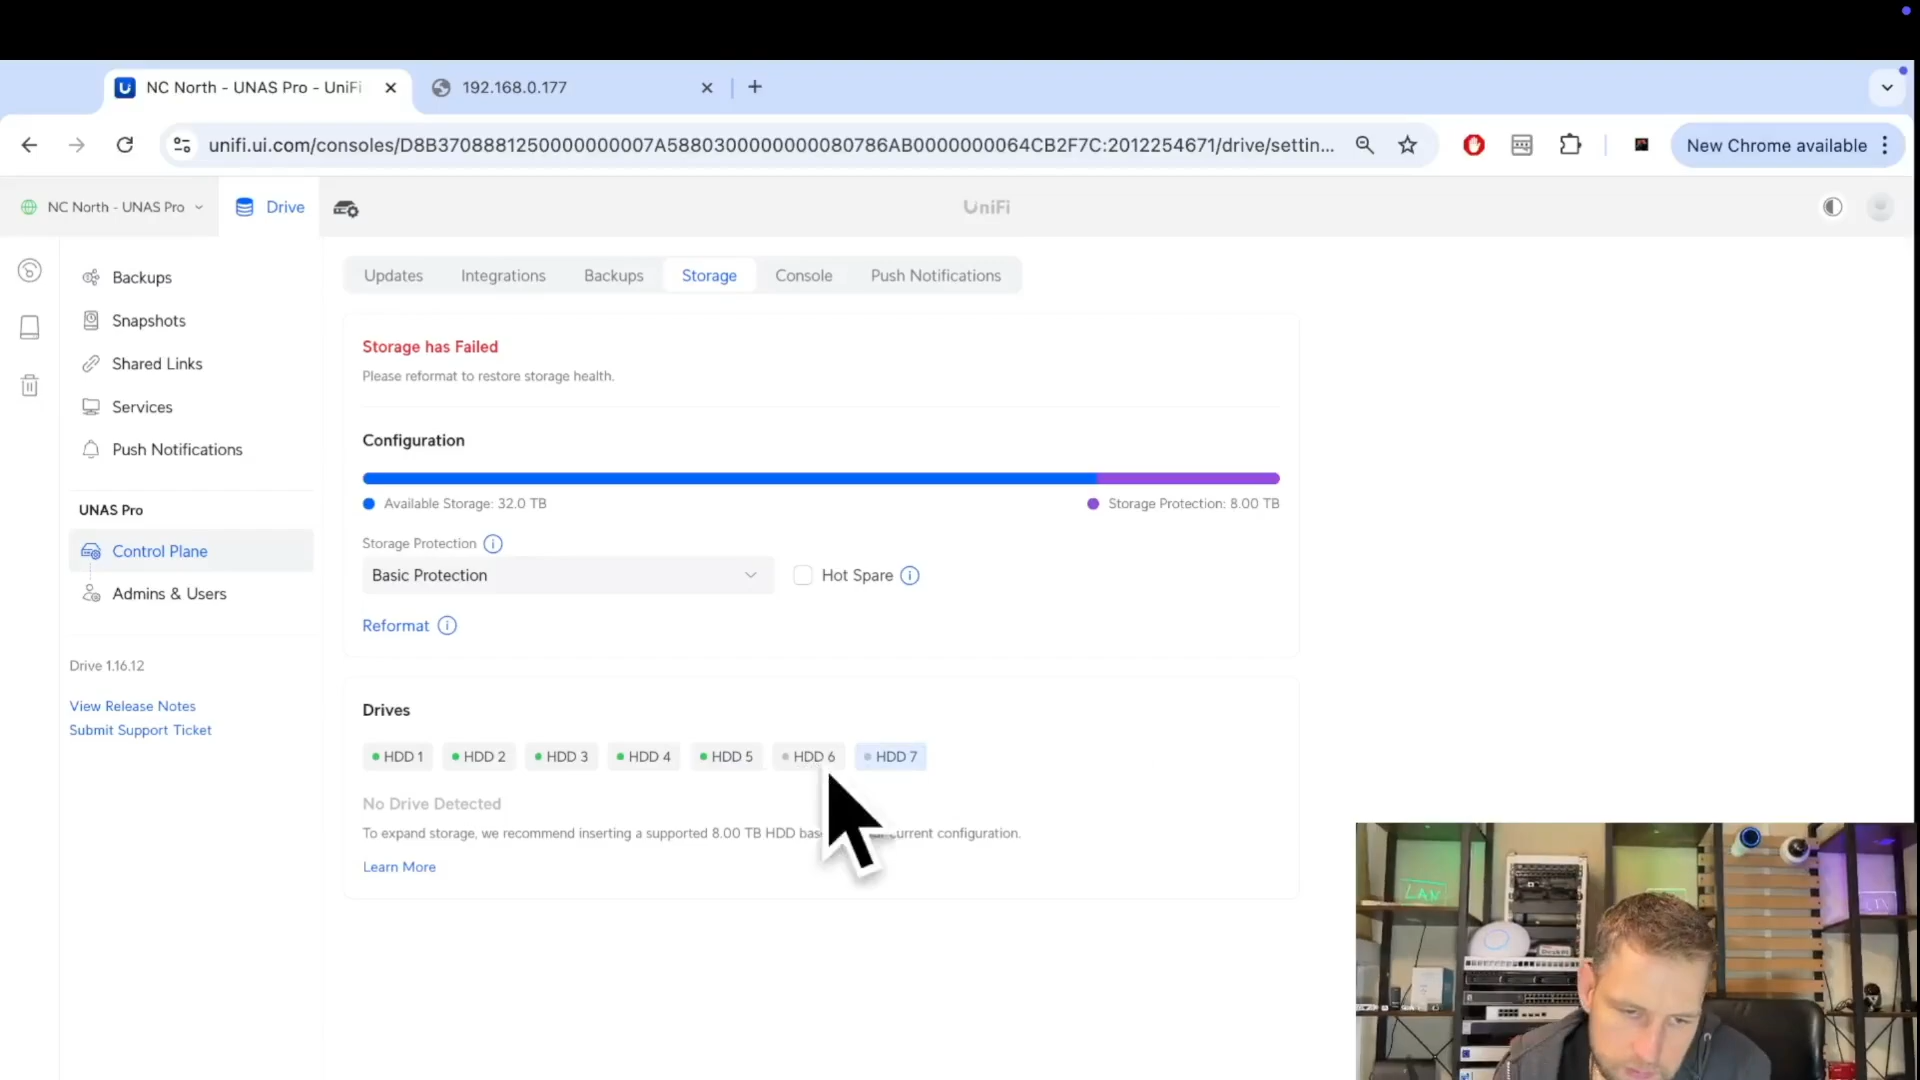 NC North - UNAS Pro - UniFi
192.168.0.177
unifi.ui.com/consoles/D8B3708881250000000007A5880300000000080786AB0000000064CB2F7C:2012254671/drive/settin...
New Chrome available
NC North - UNAS Pro
Drive
UniFi
Backups
Snapshots
Shared Links
Services
Push Notifications
UNAS Pro
Control Plane
Admins & Users
Drive 1.16.12
View Release Notes
Submit Support Ticket
Updates Integrations Backups Storage Console Push Notifications
Storage has Failed
Please reformat to restore storage health.
Configuration
Available Storage: 32.0 TB
Storage Protection: 8.00 TB
Storage Protection
Basic Protection
Hot Spare
Reformat
Drives
HDD 1 HDD 2 HDD 3 HDD 4 HDD 5 HDD 6 HDD 7
No Drive Detected
To expand storage, we recommend inserting a supported 8.00 TB HDD bas current configuration.
Learn More
LAN